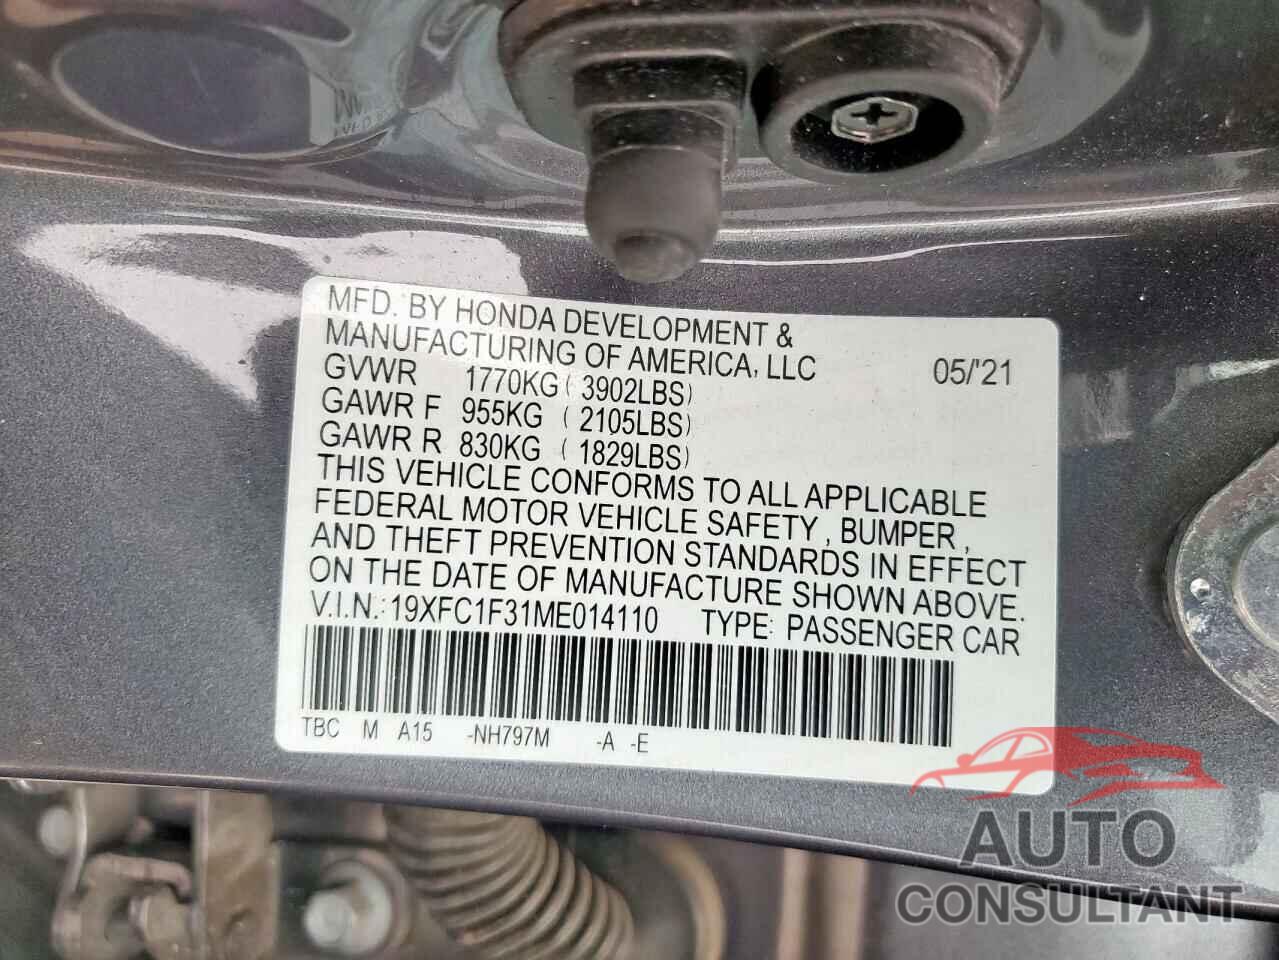 MFD. BY HONDA DEVELOPMENT &
MANUFACTURING OF AMERICA, LLC 05/'21
GVWR 1770KG ( 3902LBS)
GAWR F 955KG ( 2105LBS)
GAWR R 830KG ( 1829LBS)
THIS VEHICLE CONFORMS TO ALL APPLICABLE
FEDERAL MOTOR VEHICLE SAFETY , BUMPER ,
AND THEFT PREVENTION STANDARDS IN EFFECT
ON THE DATE OF MANUFACTURE SHOWN ABOVE.
V.I.N.: 19XFC1F31ME014110 TYPE: PASSENGER CAR
TBC M A15 -NH797M -A -E
AUTO
CONSULTANT